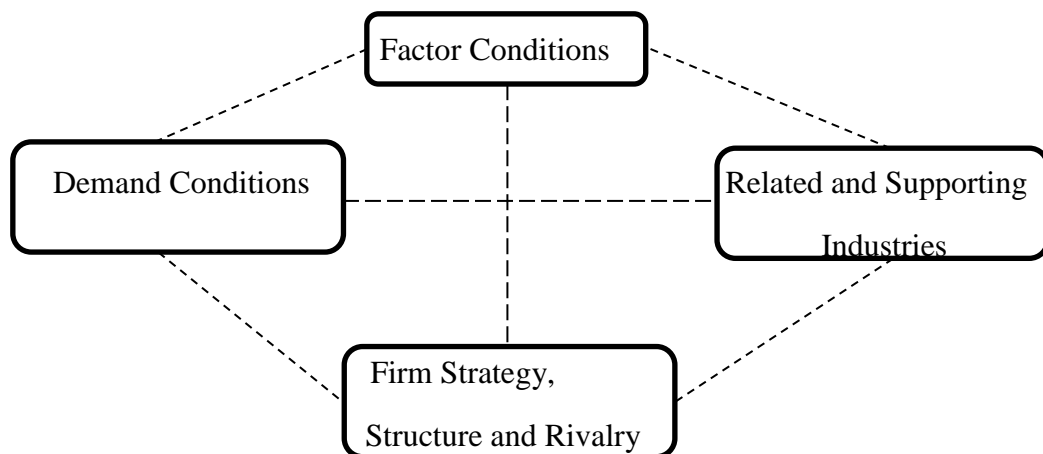 Factor Conditions
Demand Conditions
Related and Supporting
Industries
Firm Strategy,
Structure and Rivalry